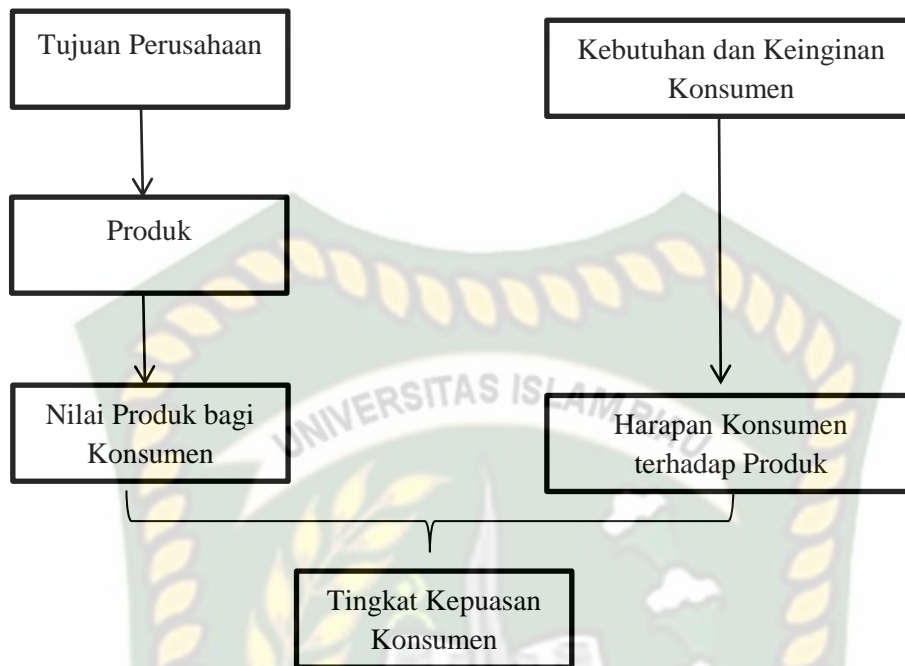 Tujuan Perusahaan
Kebutuhan dan Keinginan
Konsumen
Produk
UNIVERSITAS ISLAM RIAU
Nilai Produk bagi
Konsumen
Harapan Konsumen
terhadap Produk
Tingkat Kepuasan
Konsumen